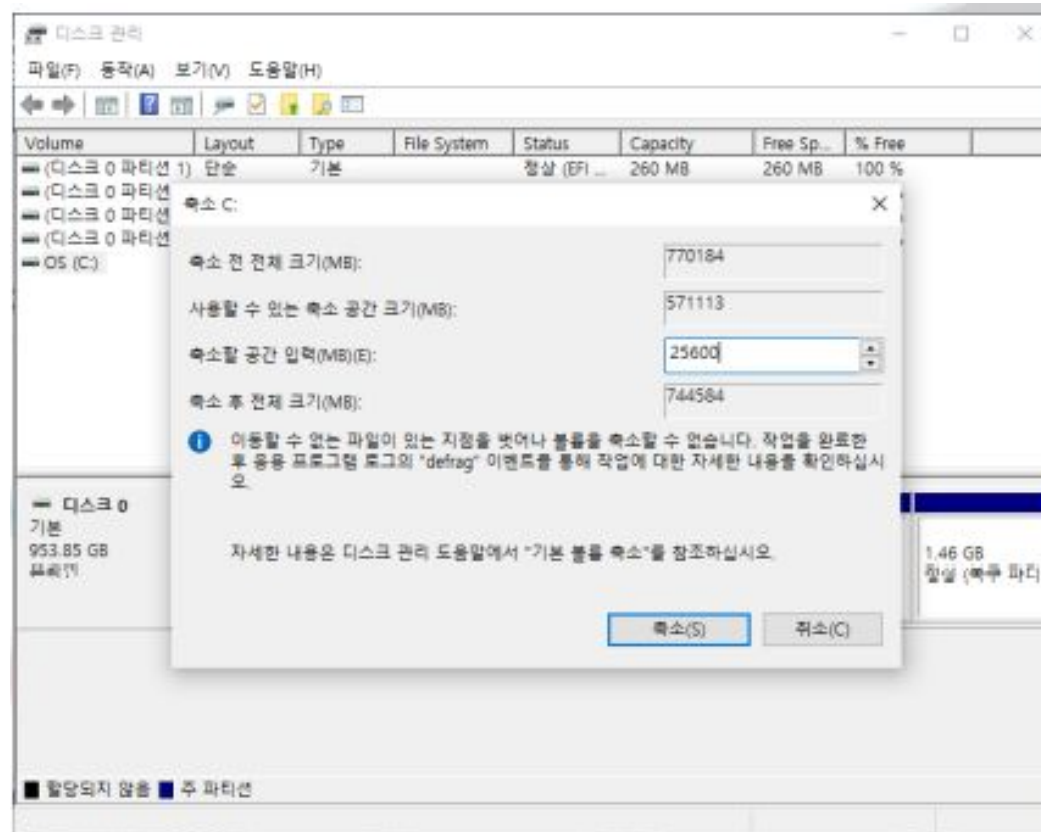 디스크 관리
파일(F) 동작(A) 보기(V) 도움말(H)
Volume Layout Type File System Status Capacity Free Sp... % Free
(디스크 0 파티션 1) 단순 기본 정상 (EFI ... 260 MB 260 MB 100 %
(디스크 0 파티션
(디스크 0 파티션
(디스크 0 파티션
OS (C:)
축소 C:
축소 전 전체 크기(MB): 770184
사용할 수 있는 축소 공간 크기(MB): 571113
축소할 공간 입력(MB)(E): 25600
축소 후 전체 크기(MB): 744584
이동할 수 없는 파일이 있는 지점을 벗어나 볼륨을 축소할 수 없습니다. 작업을 완료한
후 응용 프로그램 로그의 "defrag" 이벤트를 통해 작업에 대한 자세한 내용을 확인하십시
오.
자세한 내용은 디스크 관리 도움말에서 "기본 볼륨 축소"를 참조하십시오.
축소(S) 취소(C)
디스크 0
기본
953.85 GB
온라인
1.46 GB
정상 (복구 파티
할당되지 않음 주 파티션